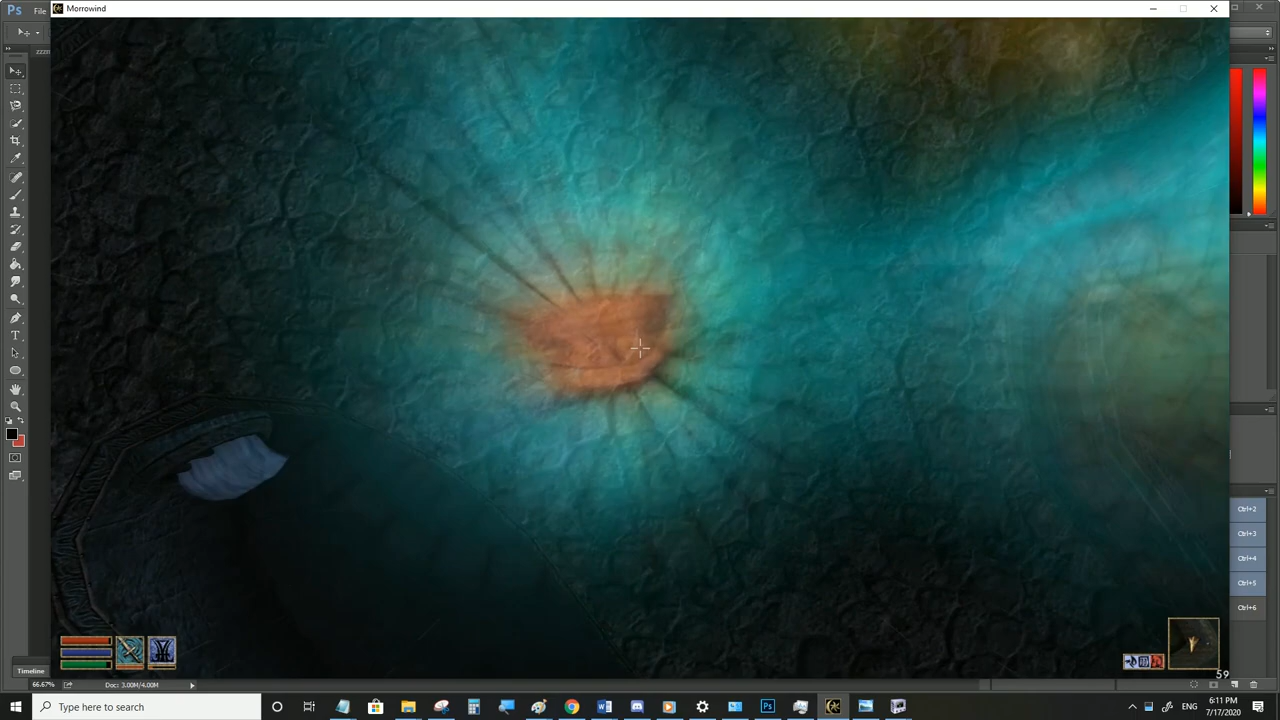 Ps File
Morrowind
Ctrl+2
Ctrl+3
Ctrl+4
Ctrl+5
Ctrl+6
59
Timeline
66.67% Doc: 3.00M/4.00M
Type here to search
ENG
6:11 PM
7/17/2020